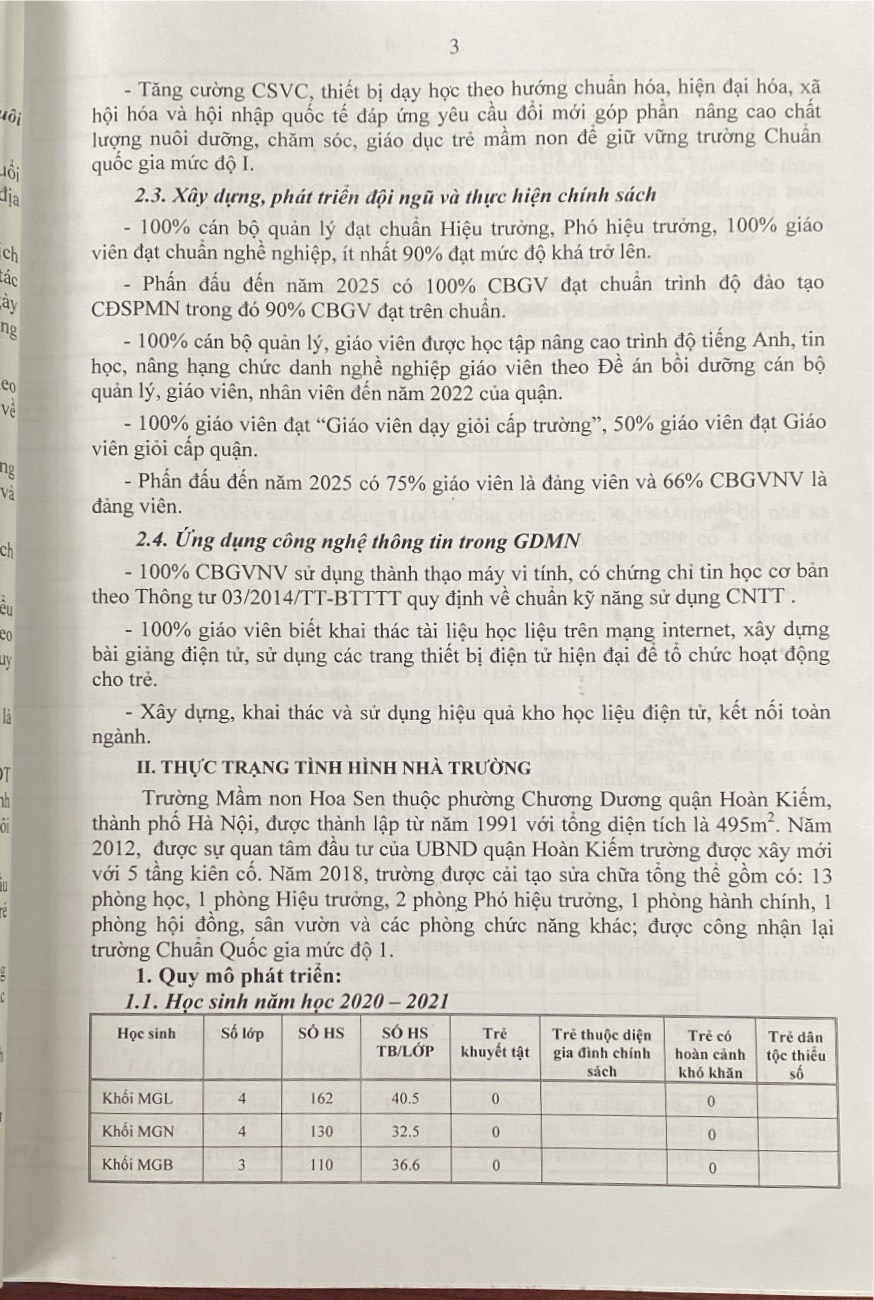 3
- Tăng cường CSVC, thiết bị dạy học theo hướng chuẩn hóa, hiện đại hóa, xã
hội hóa và hội nhập quốc tế đáp ứng yêu cầu đổi mới góp phần nâng cao chất
lượng nuôi dưỡng, chăm sóc, giáo dục trẻ mầm non để giữ vững trường Chuẩn
quốc gia mức độ I.
2.3. Xây dựng, phát triển đội ngũ và thực hiện chính sách
- 100% cán bộ quản lý đạt chuẩn Hiệu trưởng, Phó hiệu trưởng, 100% giáo
viên đạt chuẩn nghề nghiệp, ít nhất 90% đạt mức độ khá trở lên.
- Phấn đấu đến năm 2025 có 100% CBGV đạt chuẩn trình độ đào tạo
CĐSPMN trong đó 90% CBGV đạt trên chuẩn.
- 100% cán bộ quản lý, giáo viên được học tập nâng cao trình độ tiếng Anh, tin
học, nâng hạng chức danh nghề nghiệp giáo viên theo Đề án bồi dưỡng cán bộ
quản lý, giáo viên, nhân viên đến năm 2022 của quận.
- 100% giáo viên đạt “Giáo viên dạy giỏi cấp trường”, 50% giáo viên đạt Giáo
viên giỏi cấp quận.
- Phấn đấu đến năm 2025 có 75% giáo viên là đảng viên và 66% CBGVNV là
đảng viên.
2.4. Ứng dụng công nghệ thông tin trong GDMN
- 100% CBGVNV sử dụng thành thạo máy vi tính, có chứng chỉ tin học cơ bản
theo Thông tư 03/2014/TT-BTTTT quy định về chuẩn kỹ năng sử dụng CNTT .
- 100% giáo viên biết khai thác tài liệu học liệu trên mạng internet, xây dựng
bài giảng điện tử, sử dụng các trang thiết bị điện tử hiện đại để tổ chức hoạt động
cho trẻ.
- Xây dựng, khai thác và sử dụng hiệu quả kho học liệu điện tử, kết nối toàn
ngành.
II. THỰC TRẠNG TÌNH HÌNH NHÀ TRƯỜNG
Trường Mầm non Hoa Sen thuộc phường Chương Dương quận Hoàn Kiếm,
thành phố Hà Nội, được thành lập từ năm 1991 với tổng diện tích là 495m². Năm
2012, được sự quan tâm đầu tư của UBND quận Hoàn Kiếm trường được xây mới
với 5 tầng kiên cố. Năm 2018, trường được cải tạo sửa chữa tổng thể gồm có: 13
phòng học, 1 phòng Hiệu trưởng, 2 phòng Phó hiệu trưởng, 1 phòng hành chính, 1
phòng hội đồng, sân vườn và các phòng chức năng khác; được công nhận lại
trường Chuẩn Quốc gia mức độ 1.
1. Quy mô phát triển:
1.1. Học sinh năm học 2020 – 2021
Học sinh Số lớp SỐ HS SỐ HS TB/LỚP Trẻ khuyết tật Trẻ thuộc diện gia đình chính sách Trẻ có hoàn cảnh khó khăn Trẻ dân tộc thiểu số
Khối MGL 4 162 40.5 0 0
Khối MGN 4 130 32.5 0 0
Khối MGB 3 110 36.6 0 0